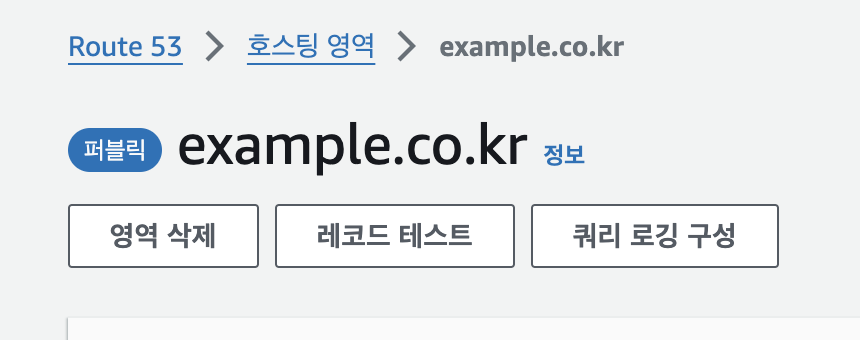 Route 53 > 호스팅 영역 > example.co.kr
퍼블릭 example.co.kr 정보
영역 삭제 레코드 테스트 쿼리 로깅 구성